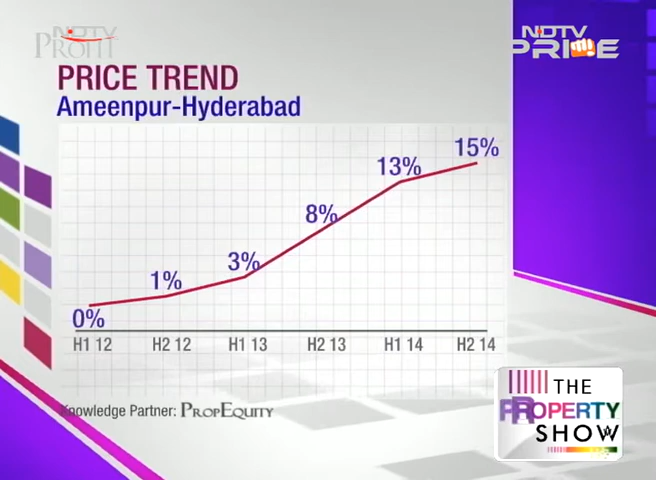 NDTV
PROFIT
NDTV
PRIME
PRICE TREND
Ameenpur-Hyderabad
15%
13%
8%
3%
1%
0%
H1 12 H2 12 H1 13 H2 13 H1 14 H2 14
Knowledge Partner: PROPEQUITY
THE
PROPERTY
SHOW